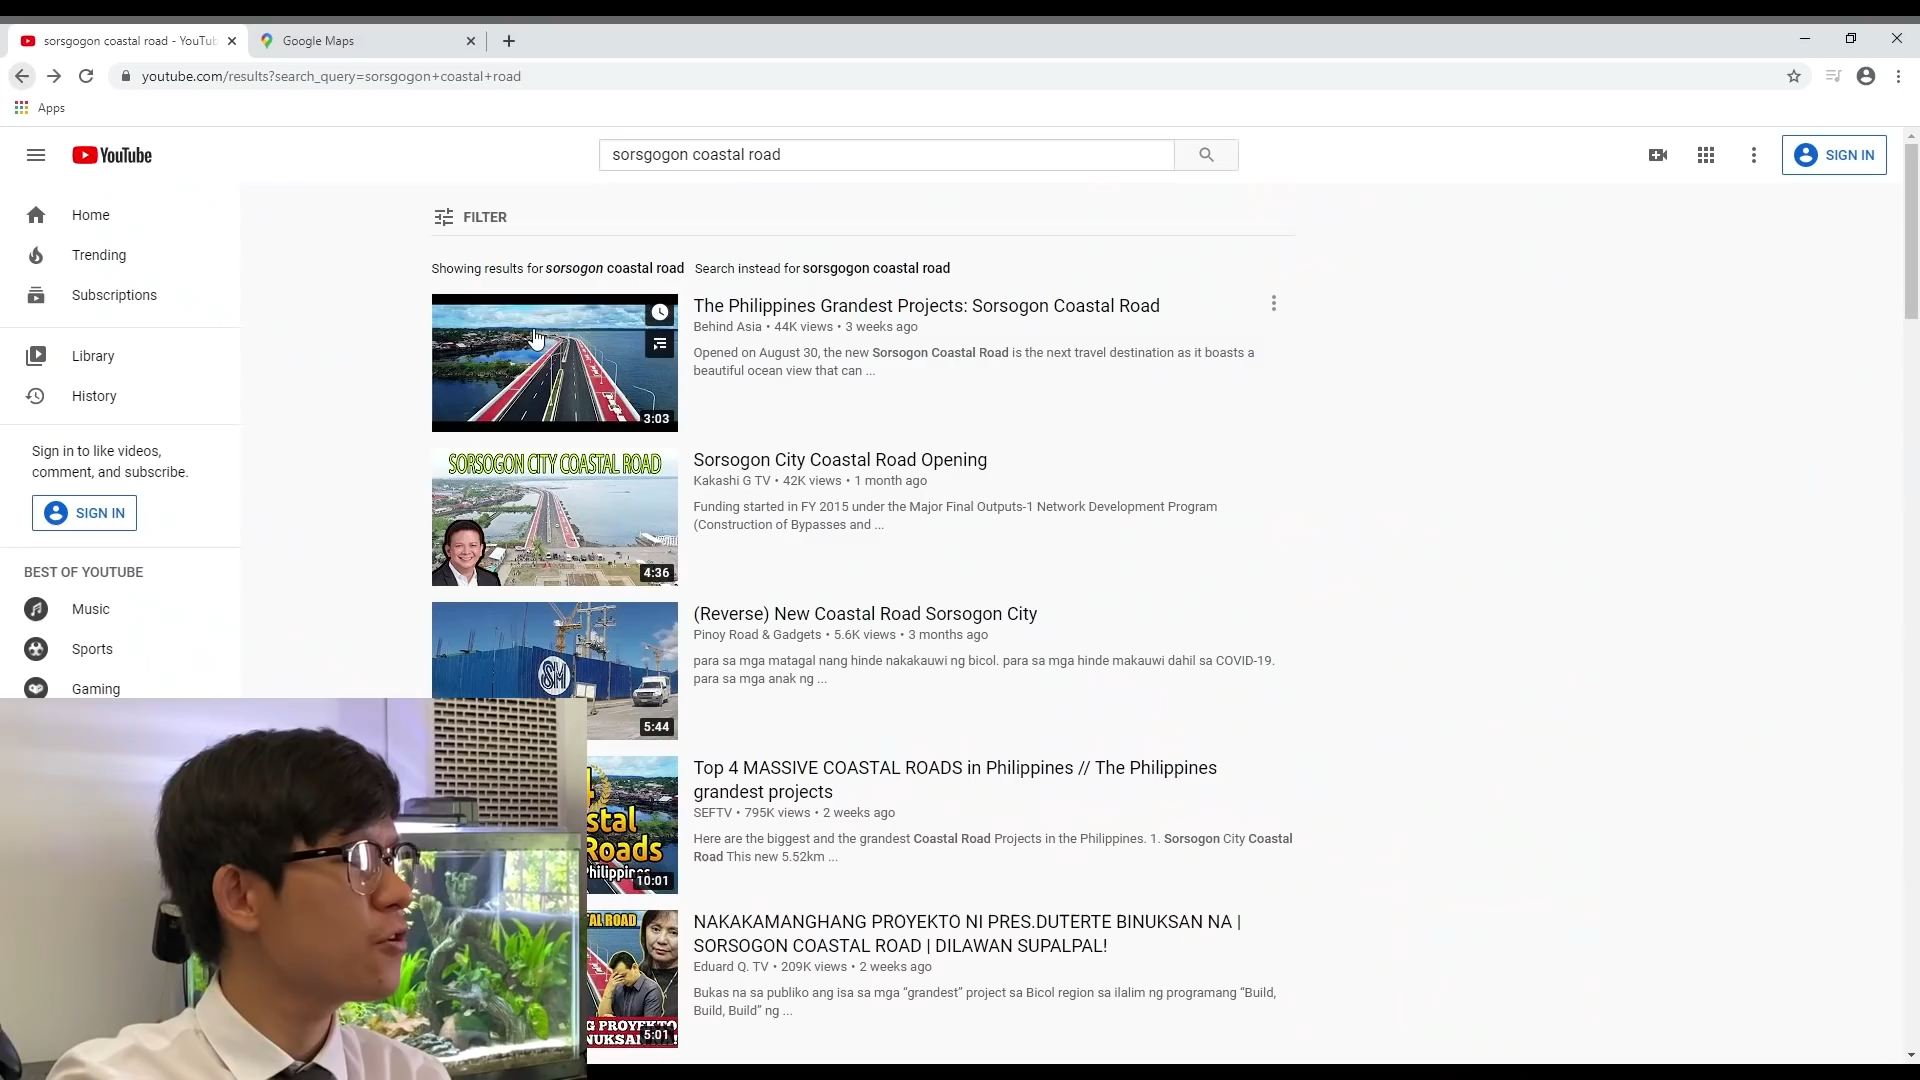 sorsgogon coastal road - YouTub
Google Maps
youtube.com/results?search_query=sorsgogon+coastal+road
Apps
YouTube
sorsgogon coastal road
SIGN IN
Home
Trending
Subscriptions
Library
History
Sign in to like videos,
comment, and subscribe.
SIGN IN
BEST OF YOUTUBE
Music
Sports
Gaming
FILTER
Showing results for sorsogon coastal road Search instead for sorsgogon coastal road
3:03
The Philippines Grandest Projects: Sorsogon Coastal Road
Behind Asia • 44K views • 3 weeks ago
Opened on August 30, the new Sorsogon Coastal Road is the next travel destination as it boasts a
beautiful ocean view that can ...
SORSOGON CITY COASTAL ROAD
4:36
Sorsogon City Coastal Road Opening
Kakashi G TV • 42K views • 1 month ago
Funding started in FY 2015 under the Major Final Outputs-1 Network Development Program
(Construction of Bypasses and ...
SM
5:44
(Reverse) New Coastal Road Sorsogon City
Pinoy Road & Gadgets • 5.6K views • 3 months ago
para sa mga matagal nang hinde nakakauwi ng bicol. para sa mga hinde makauwi dahil sa COVID-19.
para sa mga anak ng ...
4
stal
Roads
hilippine
10:01
Top 4 MASSIVE COASTAL ROADS in Philippines // The Philippines
grandest projects
SEFTV • 795K views • 2 weeks ago
Here are the biggest and the grandest Coastal Road Projects in the Philippines. 1. Sorsogon City Coastal
Road This new 5.52km ...
AL ROAD
G PROYEKTO
NUKSAN
5:01
NAKAKAMANGHANG PROYEKTO NI PRES.DUTERTE BINUKSAN NA |
SORSOGON COASTAL ROAD | DILAWAN SUPALPAL!
Eduard Q. TV • 209K views • 2 weeks ago
Bukas na sa publiko ang isa sa mga “grandest” project sa Bicol region sa ilalim ng programang “Build,
Build, Build” ng ...